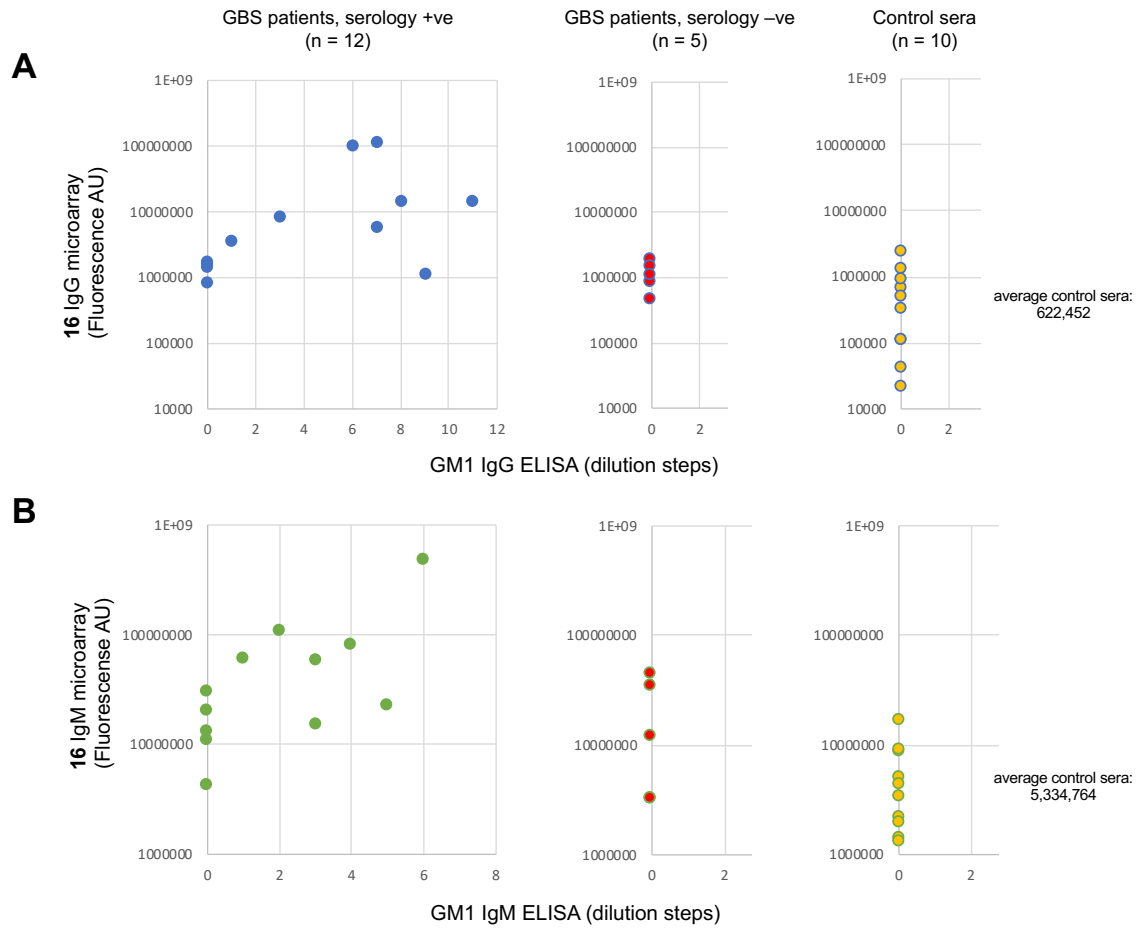 GBS patients, serology +ve
(n = 12)
GBS patients, serology –ve
(n = 5)
Control sera
(n = 10)
A
16 IgG microarray
(Fluorescence AU)
1E+09
100000000
10000000
1000000
100000
10000
0 2 4 6 8 10 12
1E+09
100000000
10000000
1000000
100000
10000
0 2
1E+09
100000000
10000000
1000000
100000
10000
0 2
average control sera:
622,452
GM1 IgG ELISA (dilution steps)
B
16 IgM microarray
(Fluorescense AU)
1E+09
100000000
10000000
1000000
0 2 4 6 8
1E+09
100000000
10000000
1000000
0 2
1E+09
100000000
10000000
1000000
0 2
average control sera:
5,334,764
GM1 IgM ELISA (dilution steps)